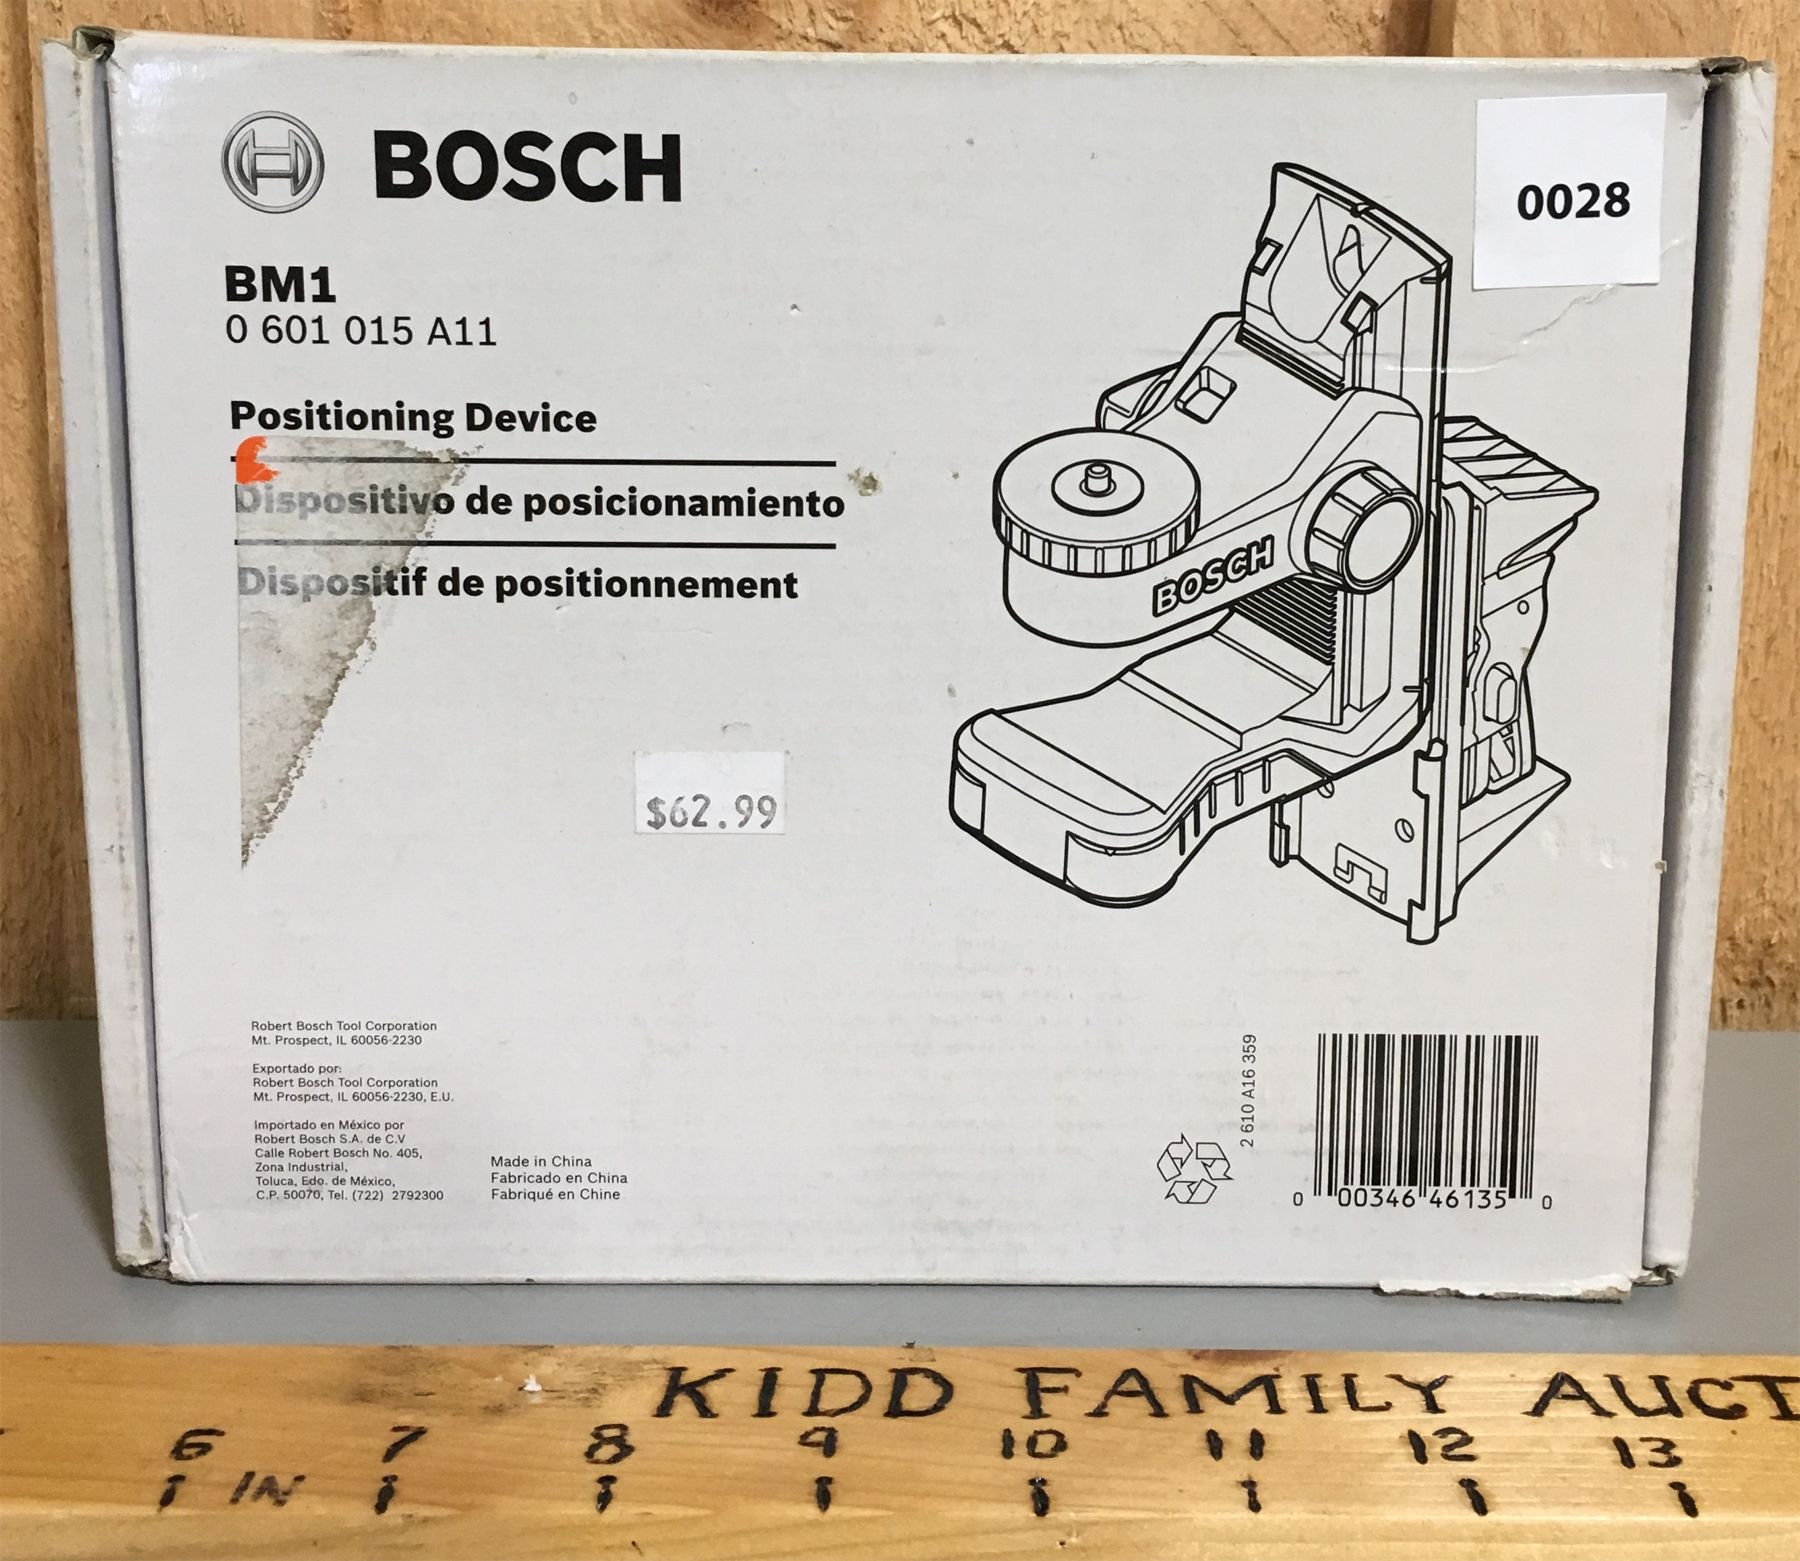 BOSCH
0028
BM1
0 601 015 A11
Positioning Device
Dispositivo de posicionamiento
Dispositif de positionnement
BOSCH
$62.99
Robert Bosch Tool Corporation
Mt. Prospect, IL 60056-2230
Exportado por:
Robert Bosch Tool Corporation
Mt. Prospect, IL 60056-2230, E.U.
Importado en México por
Robert Bosch S.A. de C.V
Calle Robert Bosch No. 405,
Zona Industrial,
Toluca, Edo. de México,
C.P. 50070, Tel. (722) 2792300
Made in China
Fabricado en China
Fabriqué en Chine
2 610 A16 359
0 00346 46135 0
KIDD FAMILY AUCT
6 7 8 9 10 11 12 13
IN